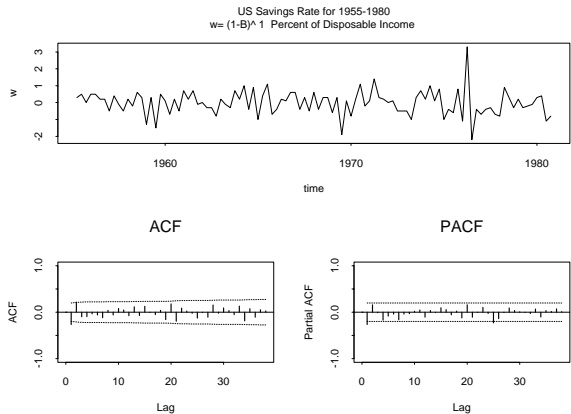 US Savings Rate for 1955-1980
w= (1-B)^ 1 Percent of Disposable Income
w
3
2
1
0
-2
1960
1970
1980
time
ACF
PACF
ACF
1.0
0.0
-1.0
0
10
20
30
Lag
Partial ACF
1.0
0.0
-1.0
0
10
20
30
Lag